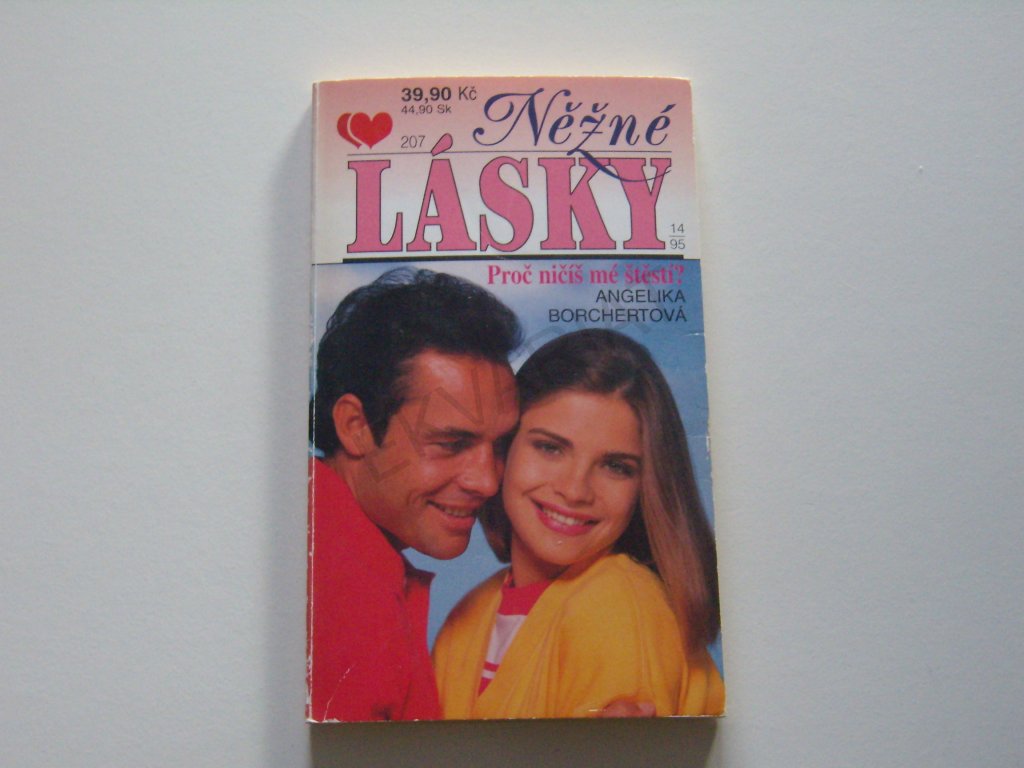 39,90 Kč
44,90 Sk
207
Něžné
LÁSKY
14
95
Proč ničíš mé štěstí?
ANGELIKA
BORCHERTOVÁ